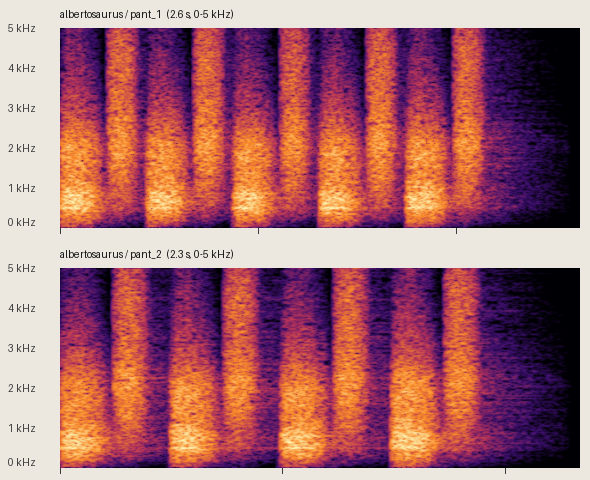 albertosaurus / pant_1 (2.6 s, 0-5 kHz)
5 kHz
4 kHz
3 kHz
2 kHz
1 kHz
0 kHz
albertosaurus / pant_2 (2.3 s, 0-5 kHz)
5 kHz
4 kHz
3 kHz
2 kHz
1 kHz
0 kHz